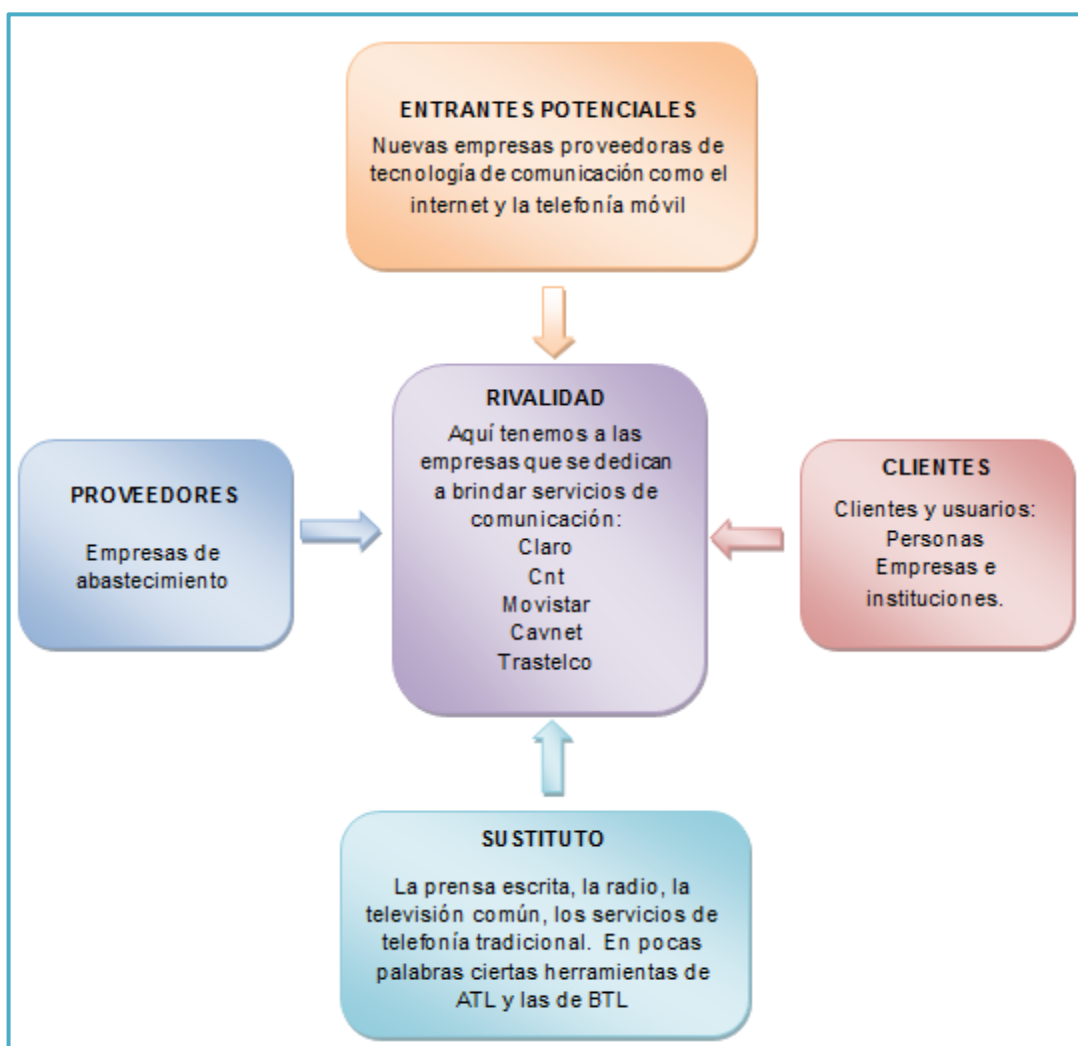 ENTRANTES POTENCIALES
Nuevas empresas proveedoras de
tecnología de comunicación como el
internet y la telefonía móvil
RIVALIDAD
Aquí tenemos a las
empresas que se dedican
a brindar servicios de
comunicación:
Claro
Cnt
Movistar
Cavnet
Trastelco
PROVEEDORES
Empresas de
abastecimiento
CLIENTES
Clientes y usuarios:
Personas
Empresas e
instituciones.
SUSTITUTO
La prensa escrita, la radio, la
televisión común, los servicios de
telefonía tradicional. En pocas
palabras ciertas herramientas de
ATL y las de BTL